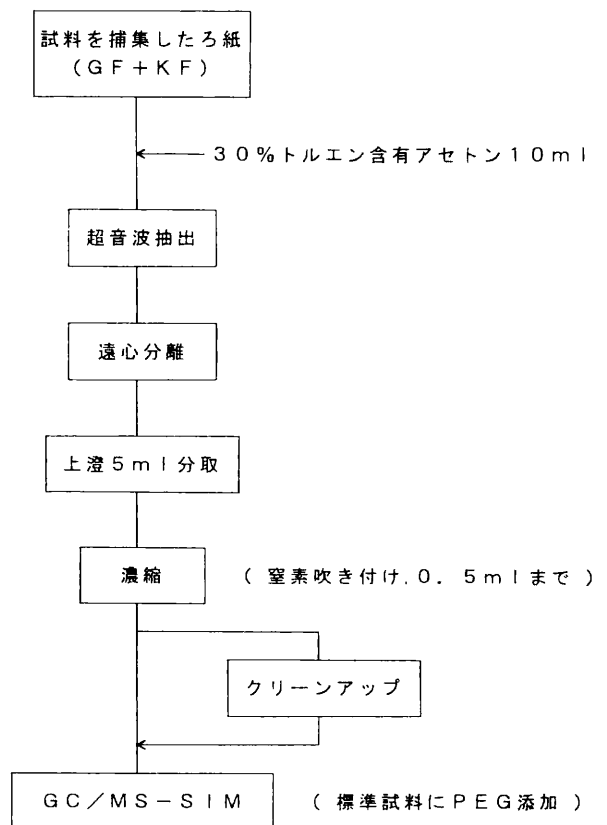 試料を捕集したろ紙
(GF+KF)
30%トルエン含有アセトン10ml
超音波抽出
遠心分離
上澄5ml分取
濃縮
(窒素吹き付け,0.5mlまで)
クリーンアップ
GC/MS-SIM
(標準試料にPEG添加)